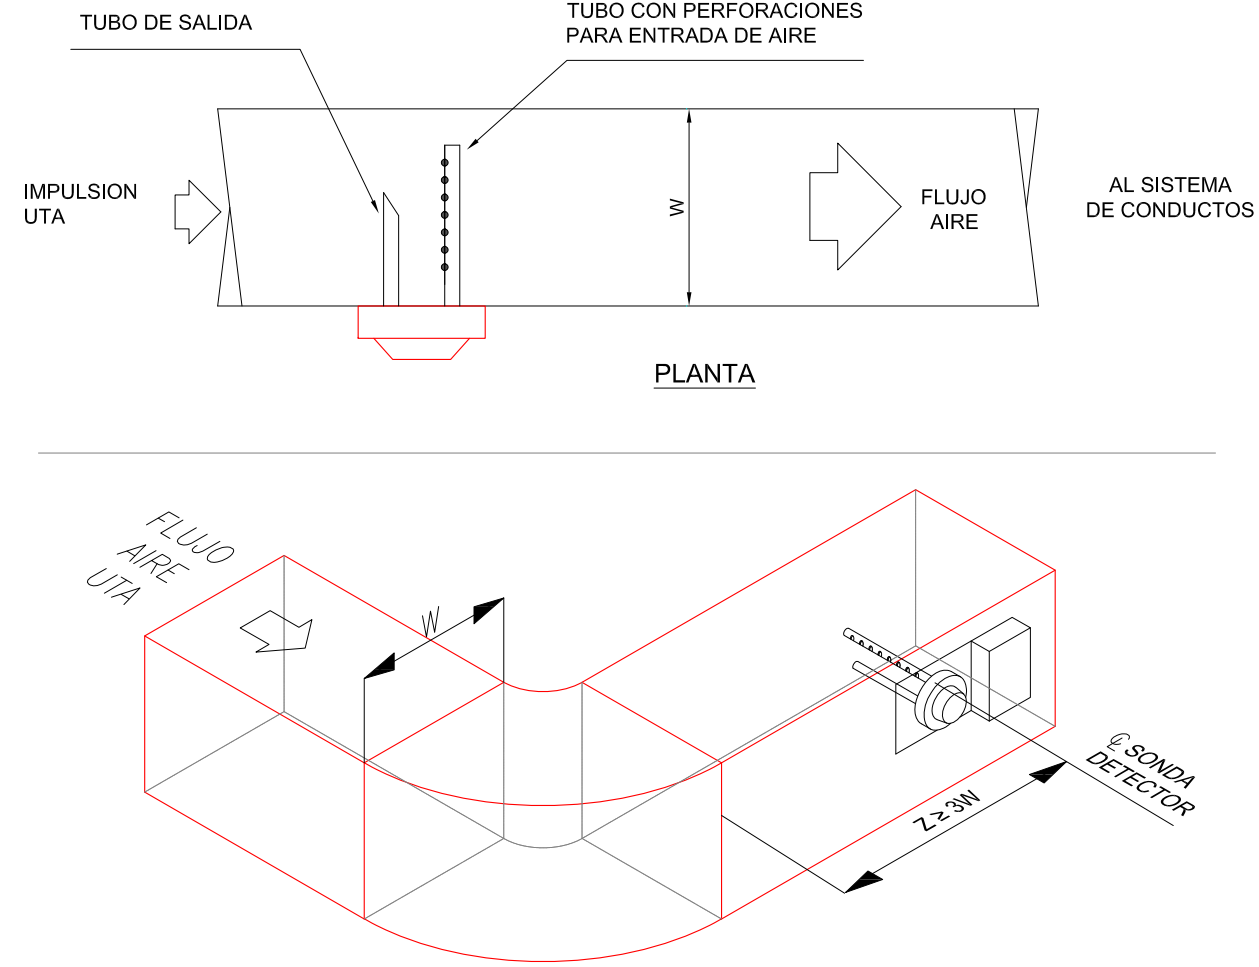 TUBO DE SALIDA
TUBO CON PERFORACIONES
PARA ENTRADA DE AIRE
IMPULSION
UTA
W
FLUJO
AIRE
AL SISTEMA
DE CONDUCTOS
PLANTA
FLUJO
AIRE
UTA
W
℄ SONDA
DETECTOR
Z ≥ 3W